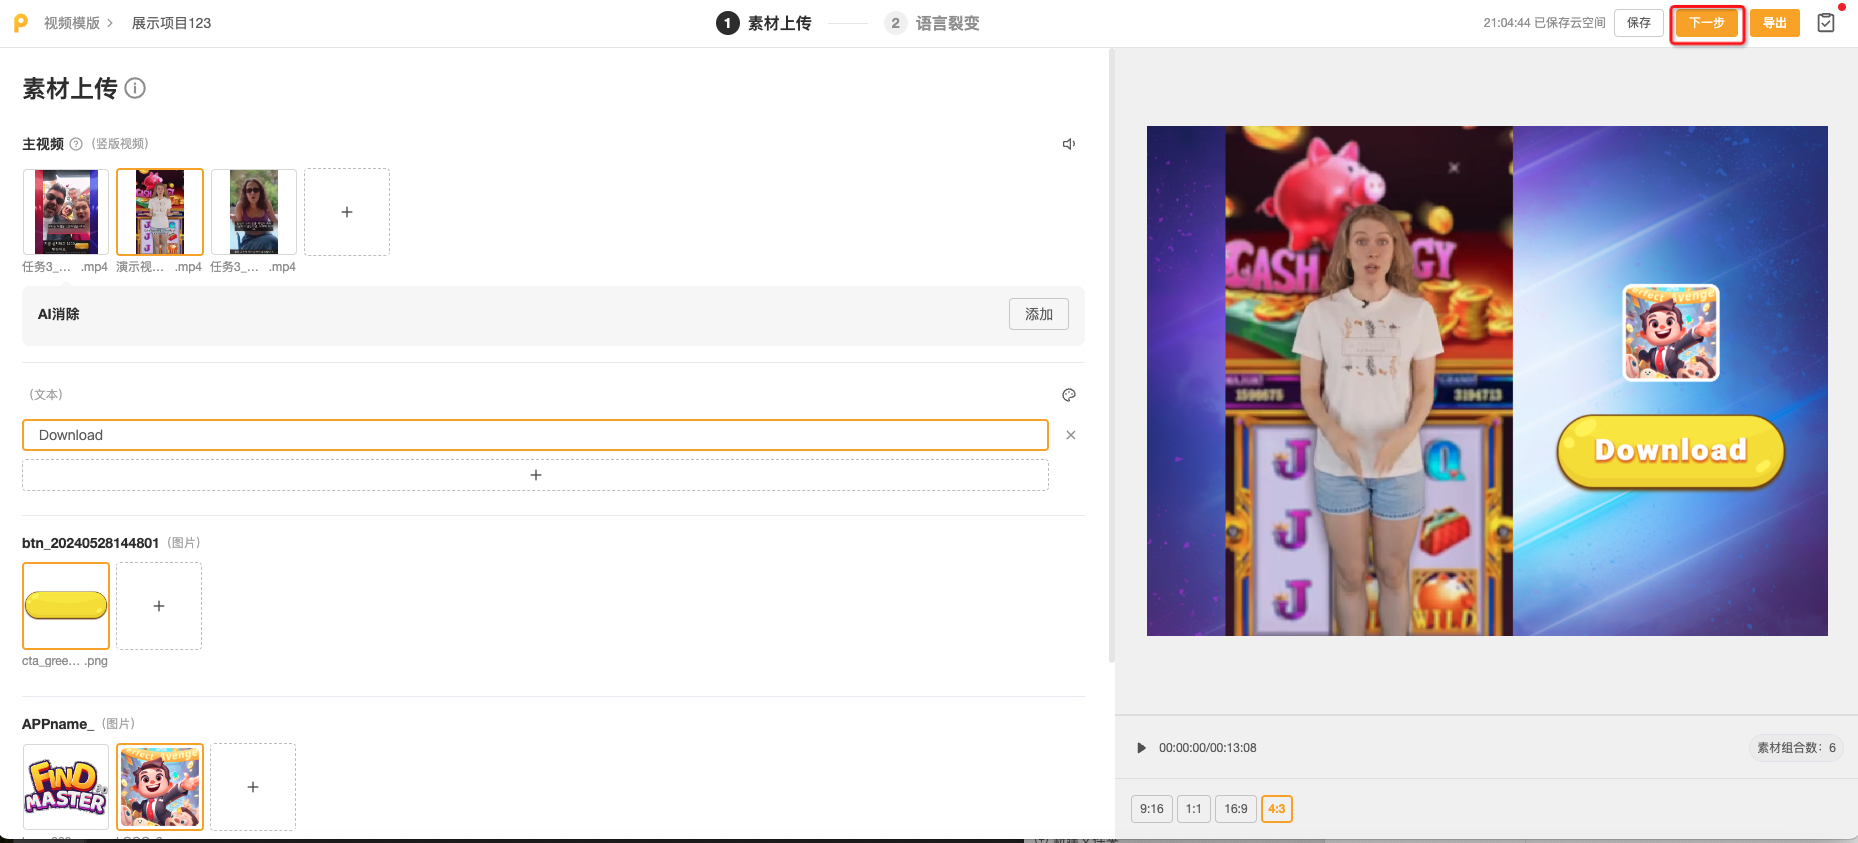 视频模版
展示项目123
1 素材上传
2 语言裂变
21:04:44 已保存云空间
保存
下一步
导出
素材上传
主视频 (竖版视频)
任务3_... .mp4
演示视... .mp4
任务3_... .mp4
AI消除
添加
(文本)
Download
btn_20240528144801 (图片)
cta_gree... .png
APPname_ (图片)
FIND
MASTER
CASH
GY
1599675
3194713
J
Q
J
J
WILD
Download
00:00:00/00:13:08
素材组合数：6
9:16
1:1
16:9
4:3